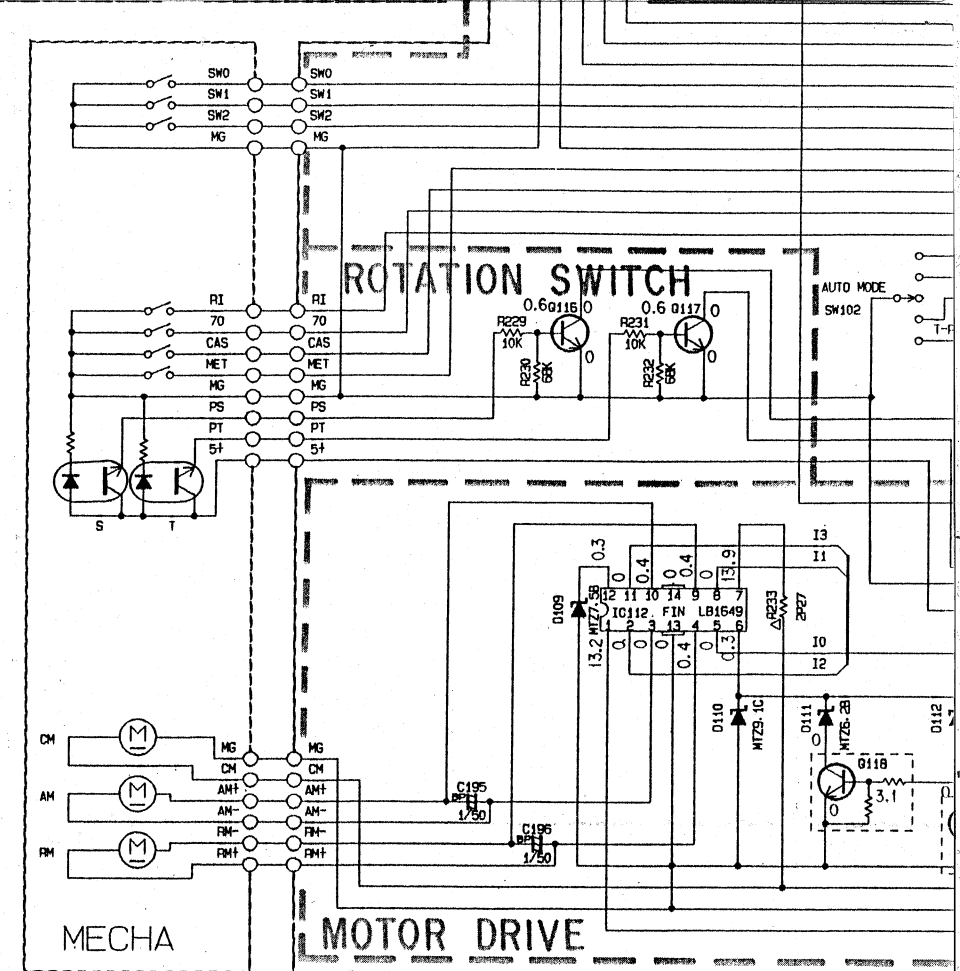 SW0 SW0
SW1 SW1
SW2 SW2
MG MG
ROTATION SWITCH
AUTO MODE
SW102
RI RI
70 70
CAS CAS
MET MET
MG MG
PS PS
PT PT
5+ 5+
0.6 Q116 0
R229
10K
R230
68K
0
0.6 Q117 0
R231
10K
R232
68K
0
S T
I3
I1
0.3 0 0.4 0 0.4 0 13.9
12 11 10 14 9 8 7
IC112 FIN LB1649
1 2 3 13 4 5 6
13.2 0 0 0.4 0 0.3
D109
MTZ7.5B
△R233
2P27
I0
I2
D110
MTZ9.1C
D111
MTZ6.2B
D112
0
Q118
3.1
0
0
CM
M
MG MG
CM CM
AM
M
AM+ AM+
AM- AM-
RM
M
RM- RM-
RM+ RM+
C195
BP
1/50
C196
BP
1/50
MECHA
MOTOR DRIVE